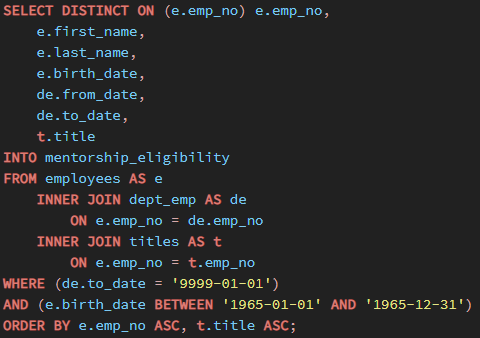 SELECT DISTINCT ON (e.emp_no) e.emp_no,
    e.first_name,
    e.last_name,
    e.birth_date,
    de.from_date,
    de.to_date,
    t.title
INTO mentorship_eligibility
FROM employees AS e
    INNER JOIN dept_emp AS de
        ON e.emp_no = de.emp_no
    INNER JOIN titles AS t
        ON e.emp_no = t.emp_no
WHERE (de.to_date = '9999-01-01')
AND (e.birth_date BETWEEN '1965-01-01' AND '1965-12-31')
ORDER BY e.emp_no ASC, t.title ASC;